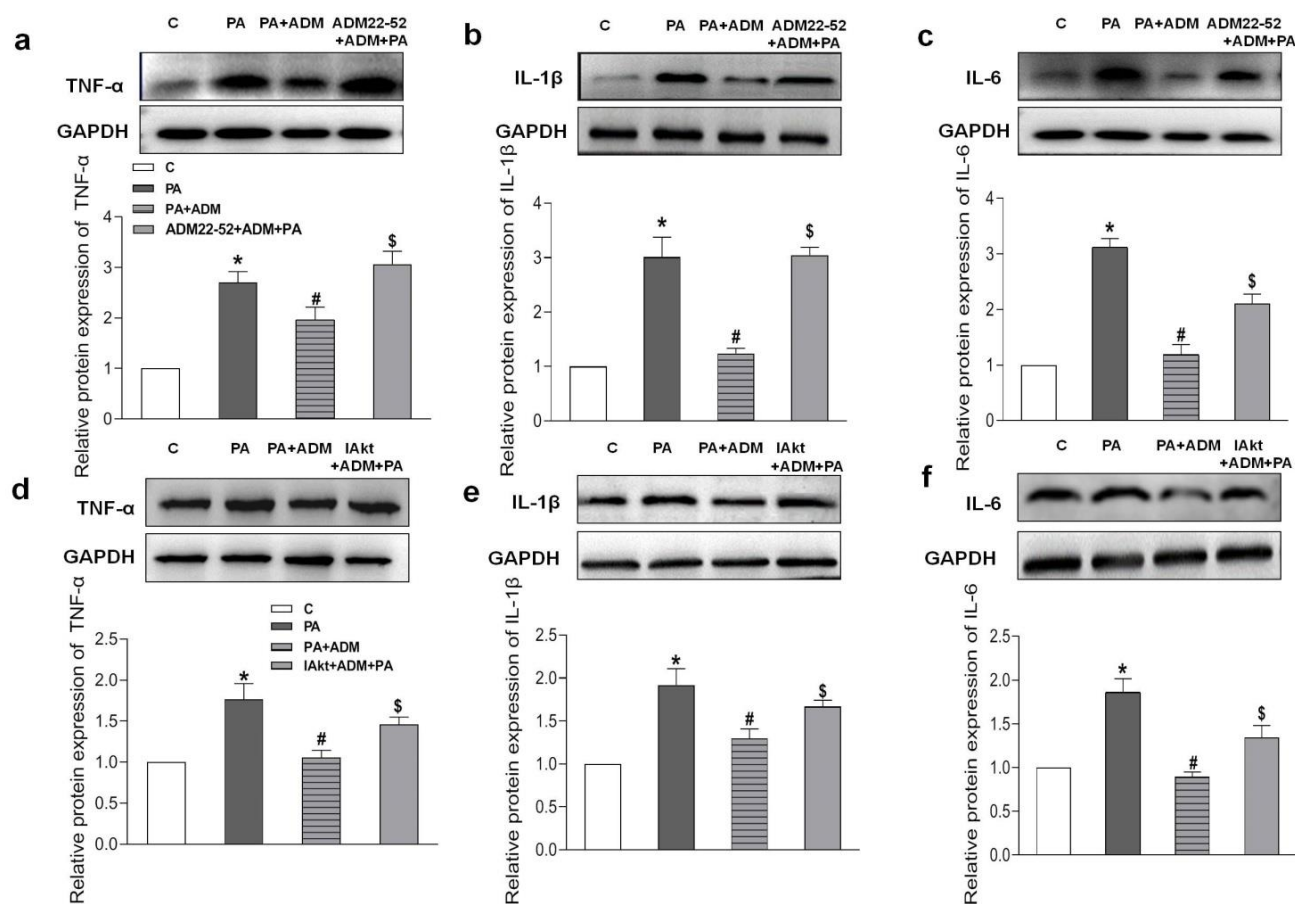 a
C PA PA+ADM ADM22-52
+ADM+PA
TNF-α
GAPDH
C
PA
PA+ADM
ADM22-52+ADM+PA
Relative protein expression of TNF-α
4
3
2
1
0
*
#
$
b
C PA PA+ADM ADM22-52
+ADM+PA
IL-1β
GAPDH
Relative protein expression of IL-1β
4
3
2
1
0
*
#
$
c
C PA PA+ADM ADM22-52
+ADM+PA
IL-6
GAPDH
Relative protein expression of IL-6
4
3
2
1
0
*
#
$
d
C PA PA+ADM IAkt
+ADM+PA
TNF-α
GAPDH
C
PA
PA+ADM
IAkt+ADM+PA
Relative protein expression of TNF-α
2.5
2.0
1.5
1.0
0.5
0.0
*
#
$
e
C PA PA+ADM IAkt
+ADM+PA
IL-1β
GAPDH
Relative protein expression of IL-1β
2.5
2.0
1.5
1.0
0.5
0.0
*
#
$
f
C PA PA+ADM IAkt
+ADM+PA
IL-6
GAPDH
Relative protein expression of IL-6
2.5
2.0
1.5
1.0
0.5
0.0
*
#
$